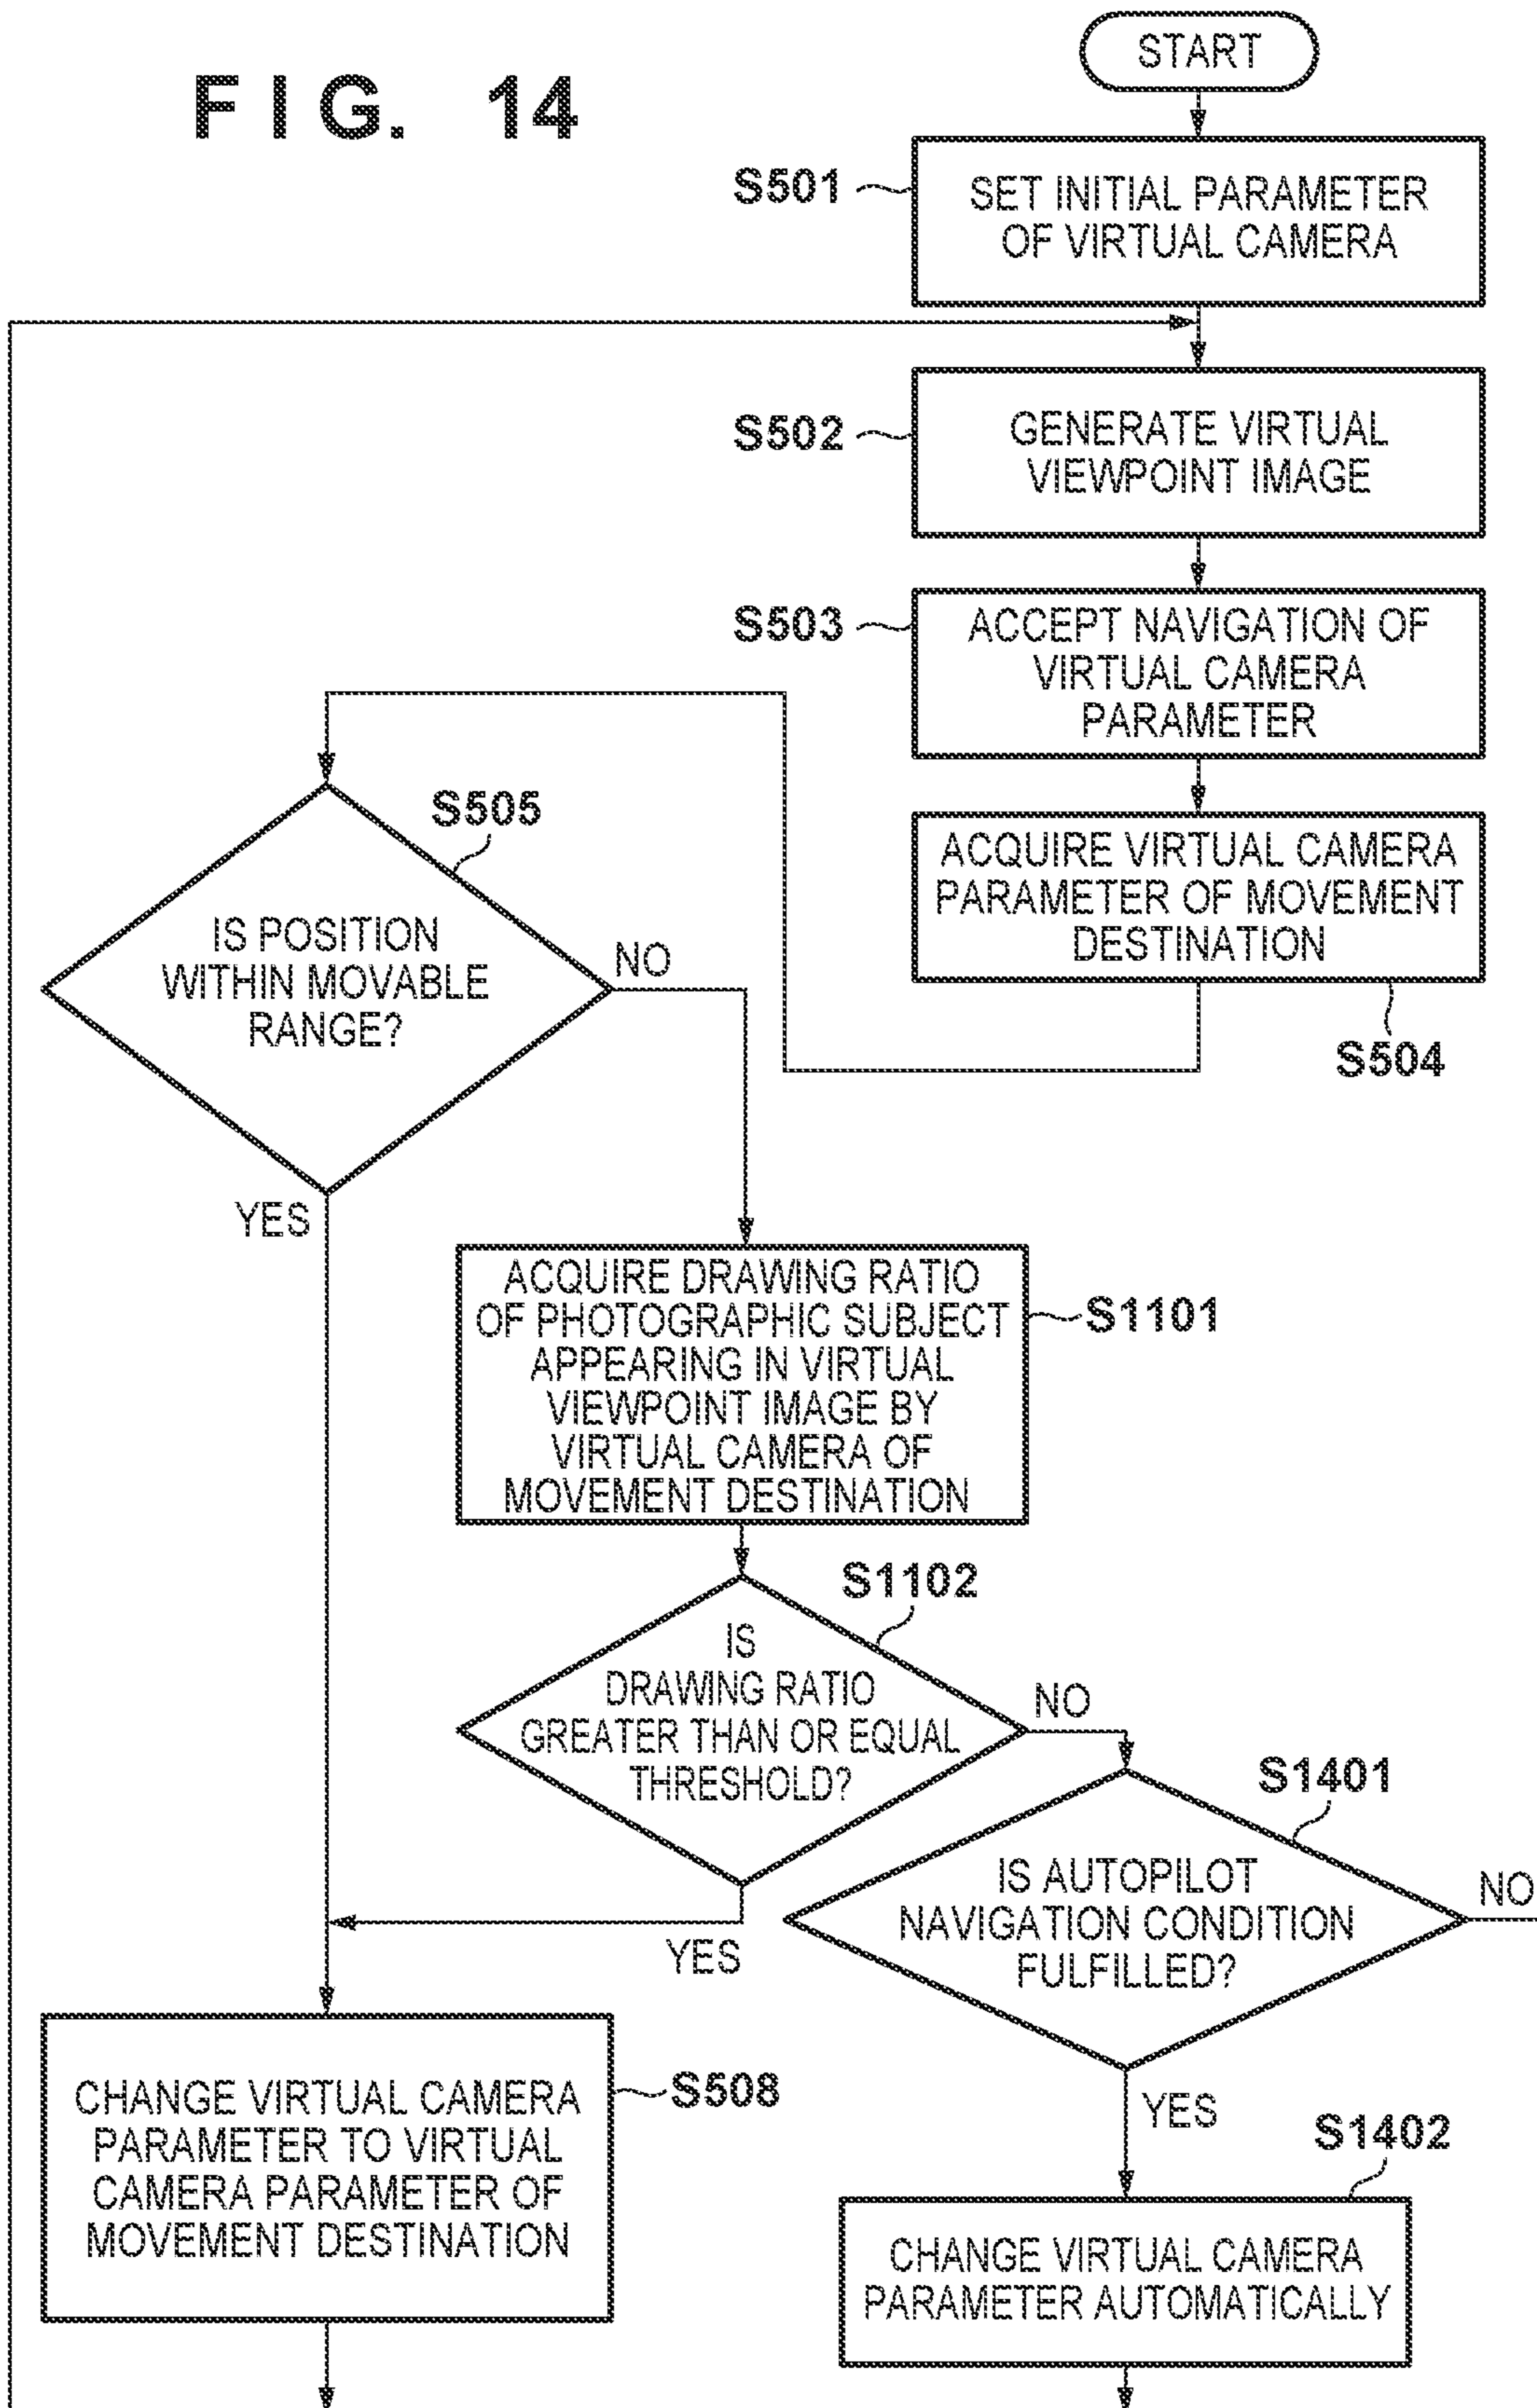 FIG. 14
START
S501
SET INITIAL PARAMETER
OF VIRTUAL CAMERA
S502
GENERATE VIRTUAL
VIEWPOINT IMAGE
S503
ACCEPT NAVIGATION OF
VIRTUAL CAMERA
PARAMETER
ACQUIRE VIRTUAL CAMERA
PARAMETER OF MOVEMENT
DESTINATION
S504
S505
IS POSITION
WITHIN MOVABLE
RANGE?
NO
YES
ACQUIRE DRAWING RATIO
OF PHOTOGRAPHIC SUBJECT
APPEARING IN VIRTUAL
VIEWPOINT IMAGE BY
VIRTUAL CAMERA OF
MOVEMENT DESTINATION
S1101
S1102
IS
DRAWING RATIO
GREATER THAN OR EQUAL
THRESHOLD?
NO
YES
S1401
IS AUTOPILOT
NAVIGATION CONDITION
FULFILLED?
NO
YES
CHANGE VIRTUAL CAMERA
PARAMETER TO VIRTUAL
CAMERA PARAMETER OF
MOVEMENT DESTINATION
S508
S1402
CHANGE VIRTUAL CAMERA
PARAMETER AUTOMATICALLY